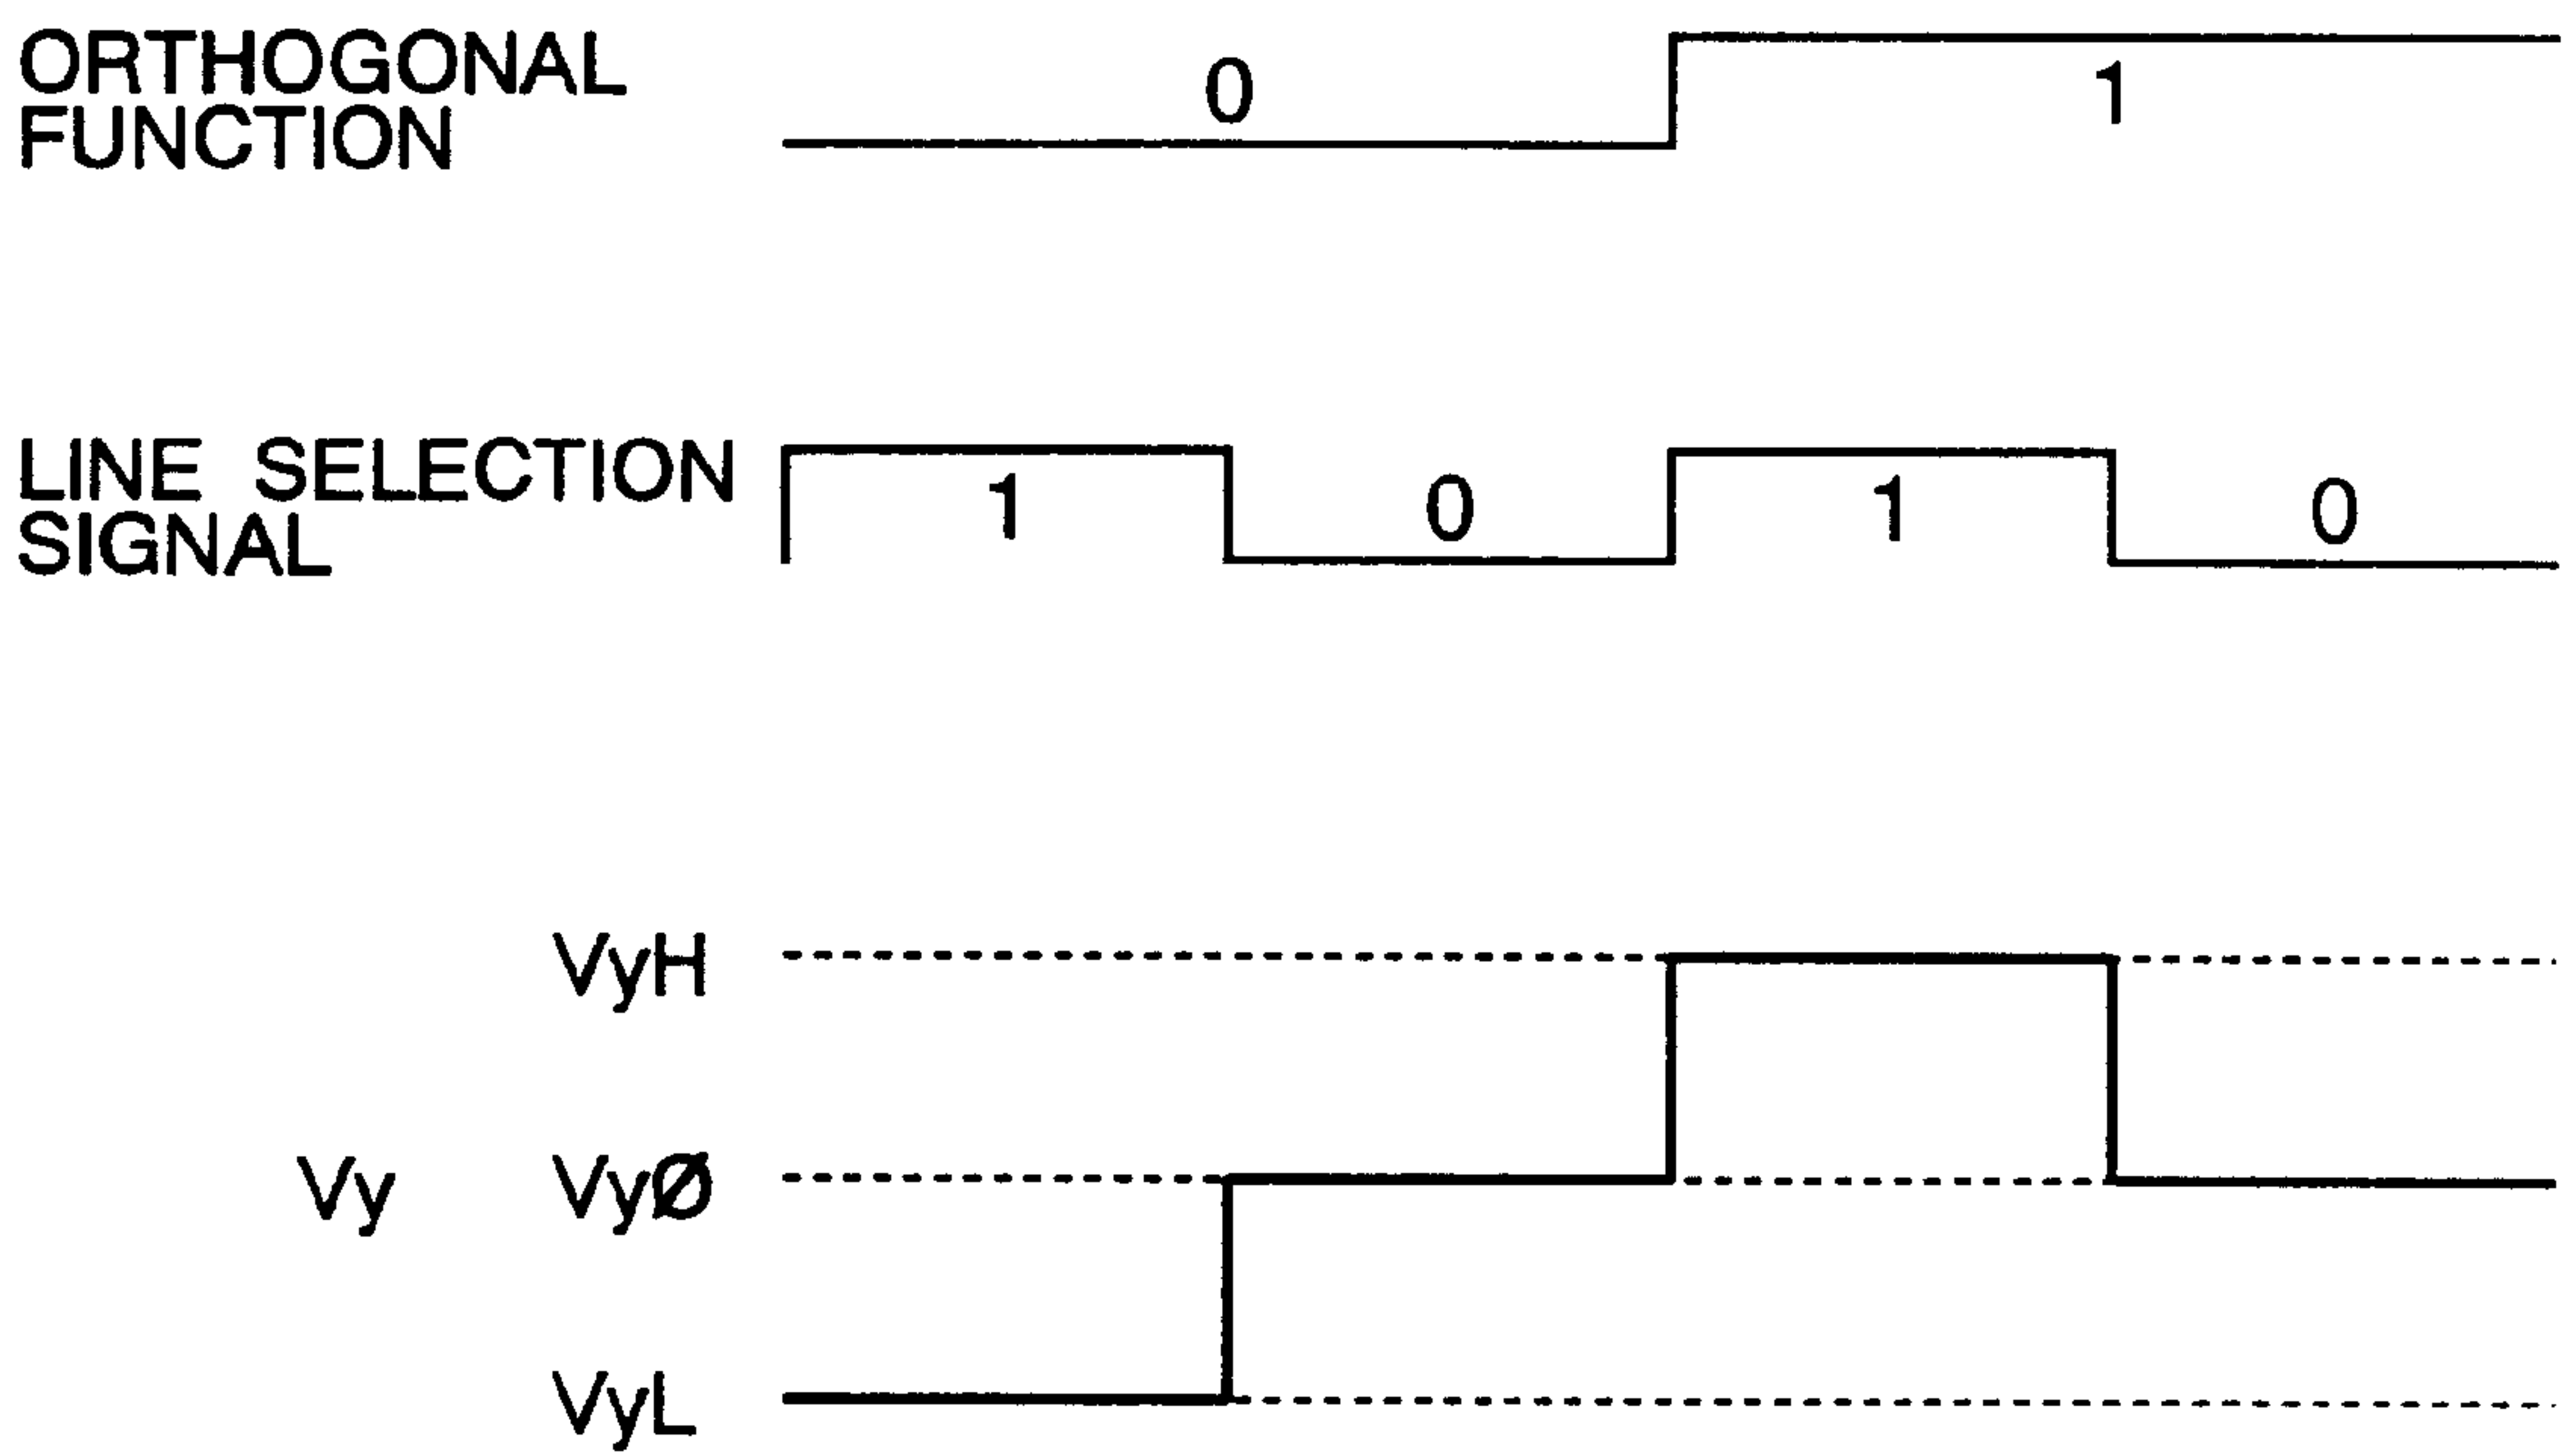 ORTHOGONAL
FUNCTION
0
1
LINE SELECTION
SIGNAL
1
0
1
0
VyH
Vy
VyØ
VyL